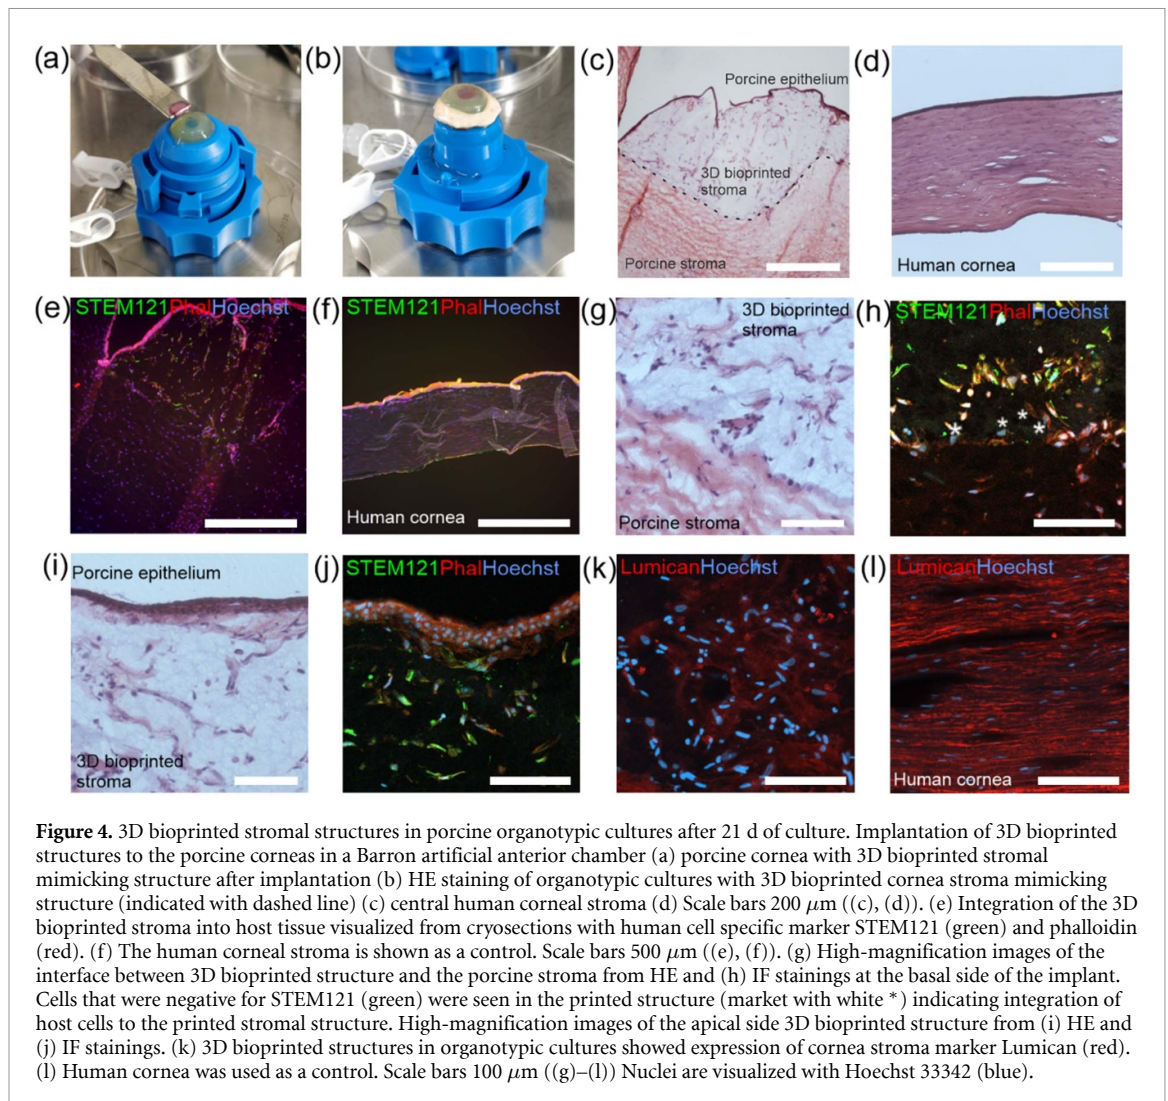 (a)
(b)
(c)
Porcine epithelium
3D bioprinted
stroma
Porcine stroma
(d)
Human cornea
(e)
STEM121PhalHoechst
(f)
STEM121PhalHoechst
Human cornea
(g)
3D bioprinted
stroma
Porcine stroma
(h)
STEM121PhalHoechst
*
*
*
*
(i)
Porcine epithelium
3D bioprinted
stroma
(j)
STEM121PhalHoechst
(k)
LumicanHoechst
(l)
LumicanHoechst
Human cornea
Figure 4. 3D bioprinted stromal structures in porcine organotypic cultures after 21 d of culture. Implantation of 3D bioprinted
structures to the porcine corneas in a Barron artificial anterior chamber (a) porcine cornea with 3D bioprinted stromal
mimicking structure after implantation (b) HE staining of organotypic cultures with 3D bioprinted cornea stroma mimicking
structure (indicated with dashed line) (c) central human corneal stroma (d) Scale bars 200 μm ((c), (d)). (e) Integration of the 3D
bioprinted stroma into host tissue visualized from cryosections with human cell specific marker STEM121 (green) and phalloidin
(red). (f) The human corneal stroma is shown as a control. Scale bars 500 μm ((e), (f)). (g) High-magnification images of the
interface between 3D bioprinted structure and the porcine stroma from HE and (h) IF stainings at the basal side of the implant.
Cells that were negative for STEM121 (green) were seen in the printed structure (market with white *) indicating integration of
host cells to the printed stromal structure. High-magnification images of the apical side 3D bioprinted structure from (i) HE and
(j) IF stainings. (k) 3D bioprinted structures in organotypic cultures showed expression of cornea stroma marker Lumican (red).
(l) Human cornea was used as a control. Scale bars 100 μm ((g)–(l)) Nuclei are visualized with Hoechst 33342 (blue).